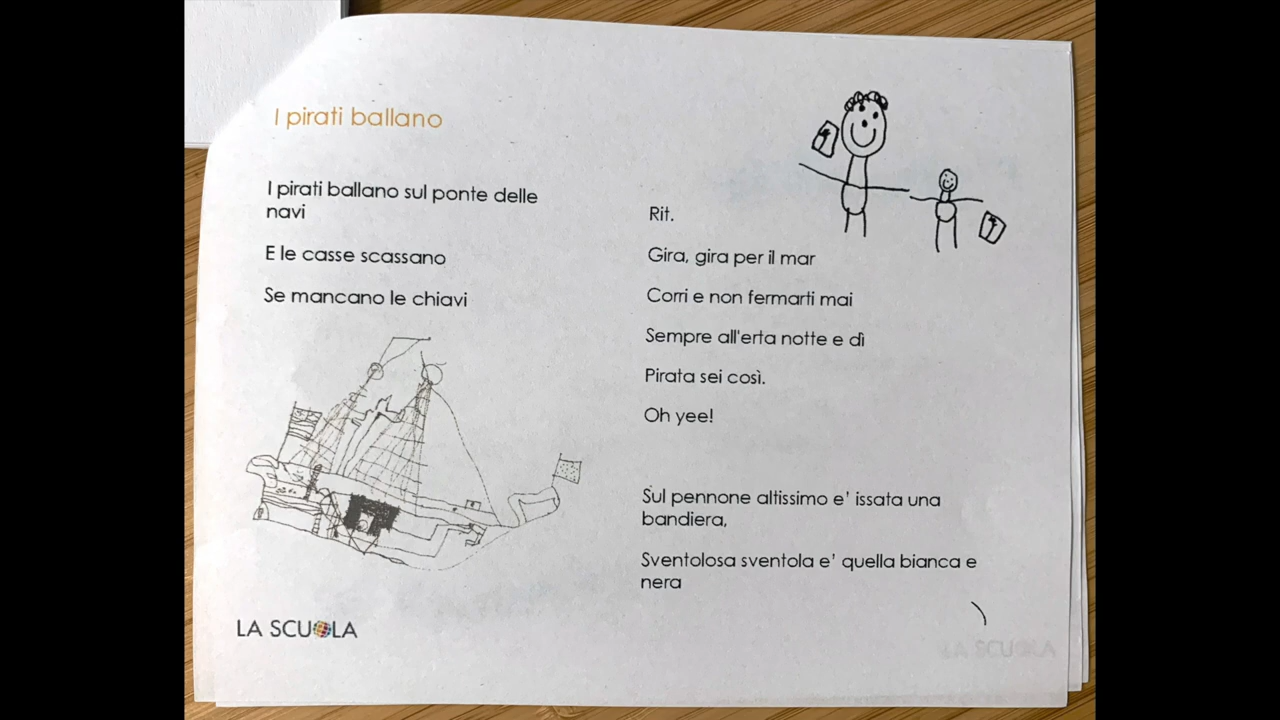 I pirati ballano
I pirati ballano sul ponte delle
navi
E le casse scassano
Se mancano le chiavi
LA SCUOLA
Rit.
Gira, gira per il mar
Corri e non fermarti mai
Sempre all'erta notte e dì
Pirata sei così.
Oh yee!
Sul pennone altissimo e' issata una
bandiera,
Sventolosa sventola e' quella bianca e
nera
LA SCUOLA